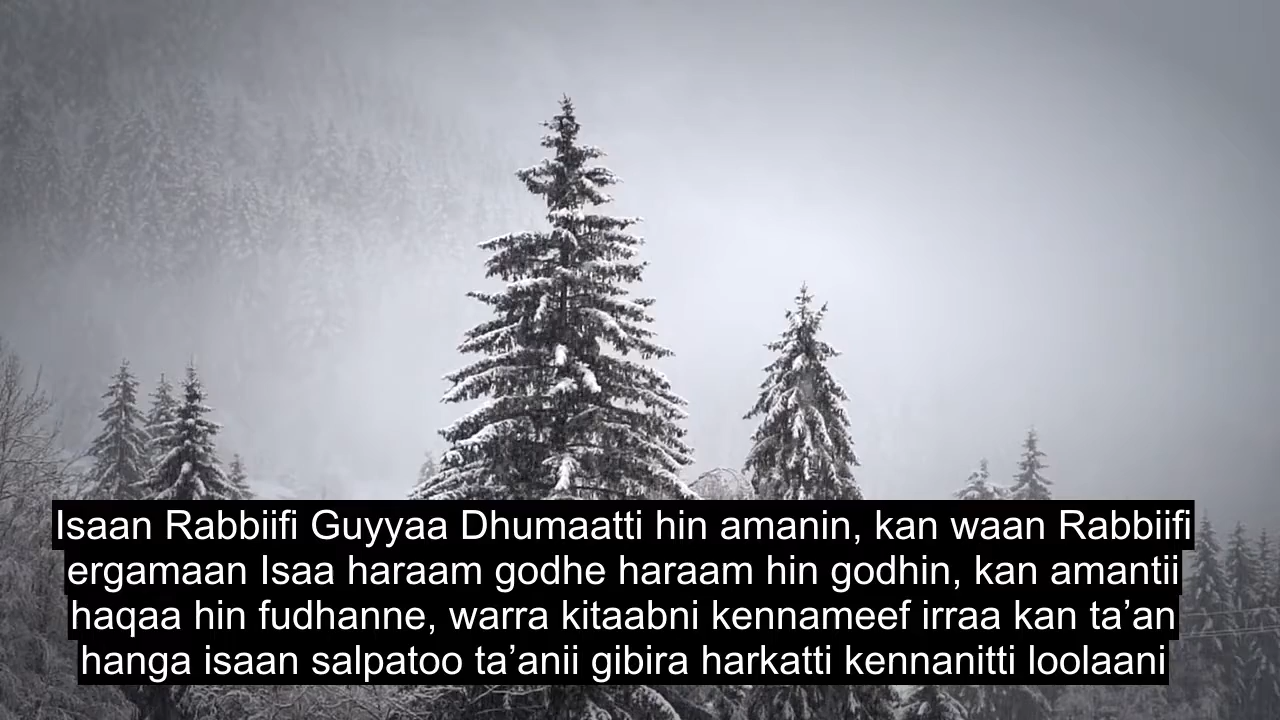 Isaan Rabbiifi Guyyaa Dhumaatti hin amanin, kan waan Rabbiifi
ergamaan Isaa haraam godhe haraam hin godhin, kan amantii
haqaa hin fudhanne, warra kitaabni kennameef irraa kan ta’an
hanga isaan salpatoo ta’anii gibira harkatti kennanitti loolaani